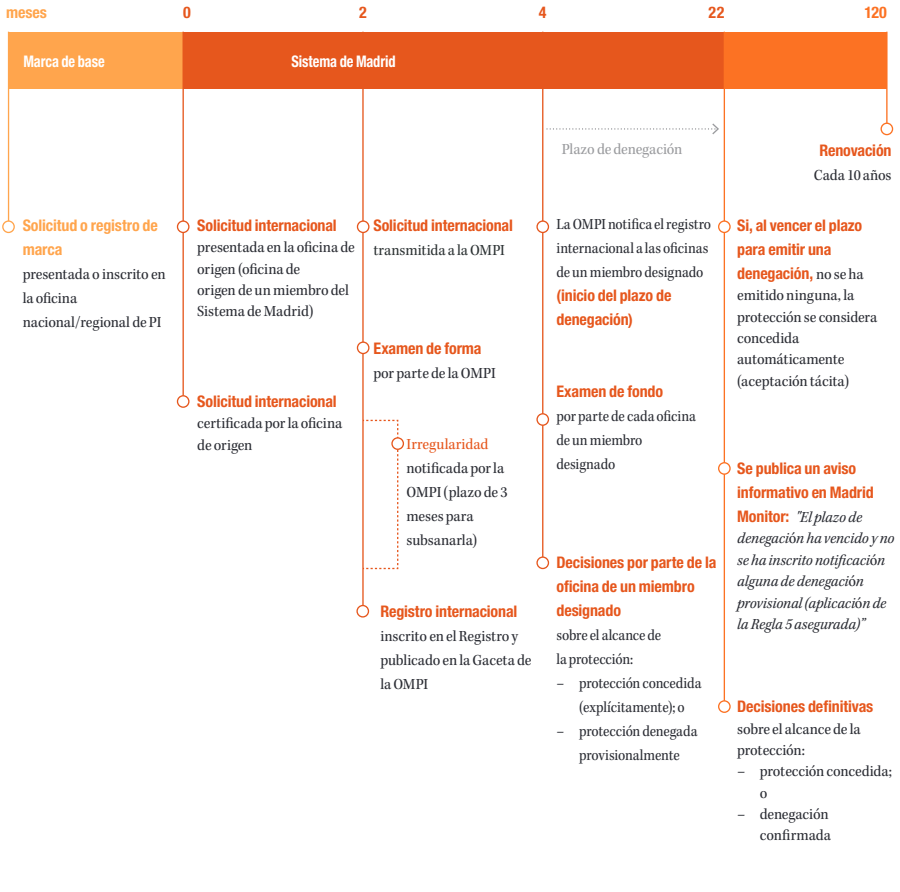 meses
0
2
4
22
120
Marca de base
Sistema de Madrid
Plazo de denegación
Renovación
Cada 10 años
Solicitud o registro de
marca
presentada o inscrito en
la oficina
nacional/regional de PI
Solicitud internacional
presentada en la oficina de
origen (oficina de
origen de un miembro del
Sistema de Madrid)
Solicitud internacional
certificada por la oficina
de origen
Solicitud internacional
transmitida a la OMPI
Examen de forma
por parte de la OMPI
Irregularidad
notificada por la
OMPI (plazo de 3
meses para
subsanarla)
Registro internacional
inscrito en el Registro y
publicado en la Gaceta de
la OMPI
La OMPI notifica el registro
internacional a las oficinas
de un miembro designado
(inicio del plazo de
denegación)
Examen de fondo
por parte de cada oficina
de un miembro
designado
Decisiones por parte de la
oficina de un miembro
designado
sobre el alcance de
la protección:
– protección concedida
(explícitamente); o
– protección denegada
provisionalmente
Si, al vencer el plazo
para emitir una
denegación, no se ha
emitido ninguna, la
protección se considera
concedida
automáticamente
(aceptación tácita)
Se publica un aviso
informativo en Madrid
Monitor: "El plazo de
denegación ha vencido y no
se ha inscrito notificación
alguna de denegación
provisional (aplicación de
la Regla 5 asegurada)”
Decisiones definitivas
sobre el alcance de la
protección:
– protección concedida;
o
– denegación
confirmada